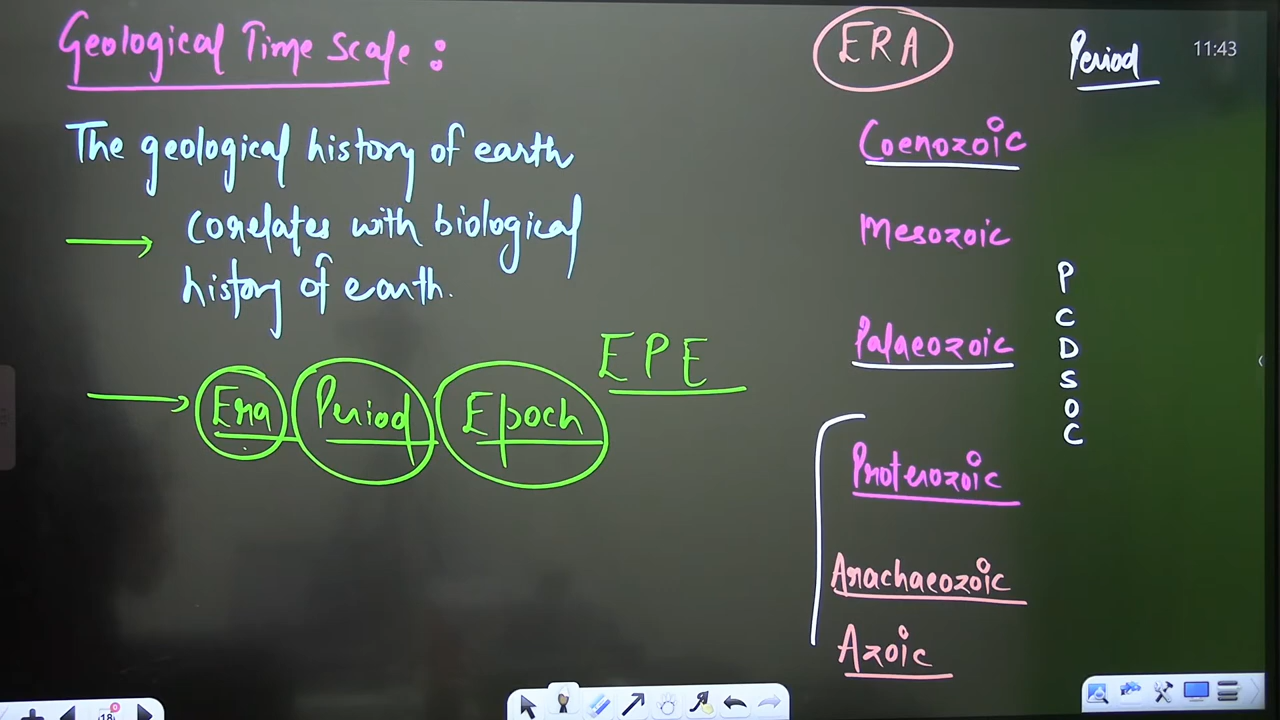 Geological Time Scale:
The geological history of earth
corelates with biological
history of earth.
Era Period Epoch
EPE
ERA
Period
11:43
Coenozoic
Mesozoic
Palaeozoic
P
C
D
S
O
C
Proterozoic
Arachaeozoic
Azoic
18